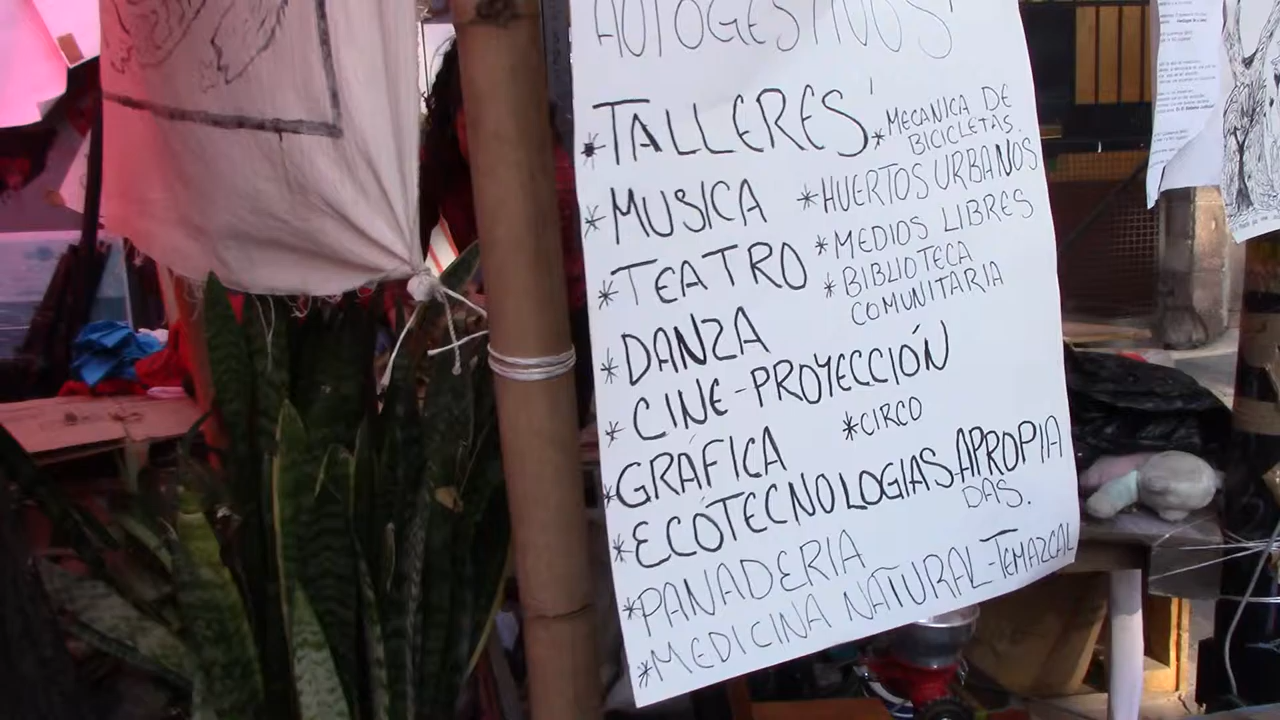 AUTOGESTIVOS'
*TALLERES'
*MECANICA DE
BICICLETAS.
*MUSICA
*HUERTOS URBANOS
*TEATRO
*MEDIOS LIBRES
*BIBLIOTECA
COMUNITARIA
*DANZA
*CINE-PROYECCIÓN
*CIRCO
*GRÁFICA
*ECOTECNOLOGIAS-APROPIA
DAS.
*PANADERIA
*MEDICINA NATURAL-TEMAZCAL